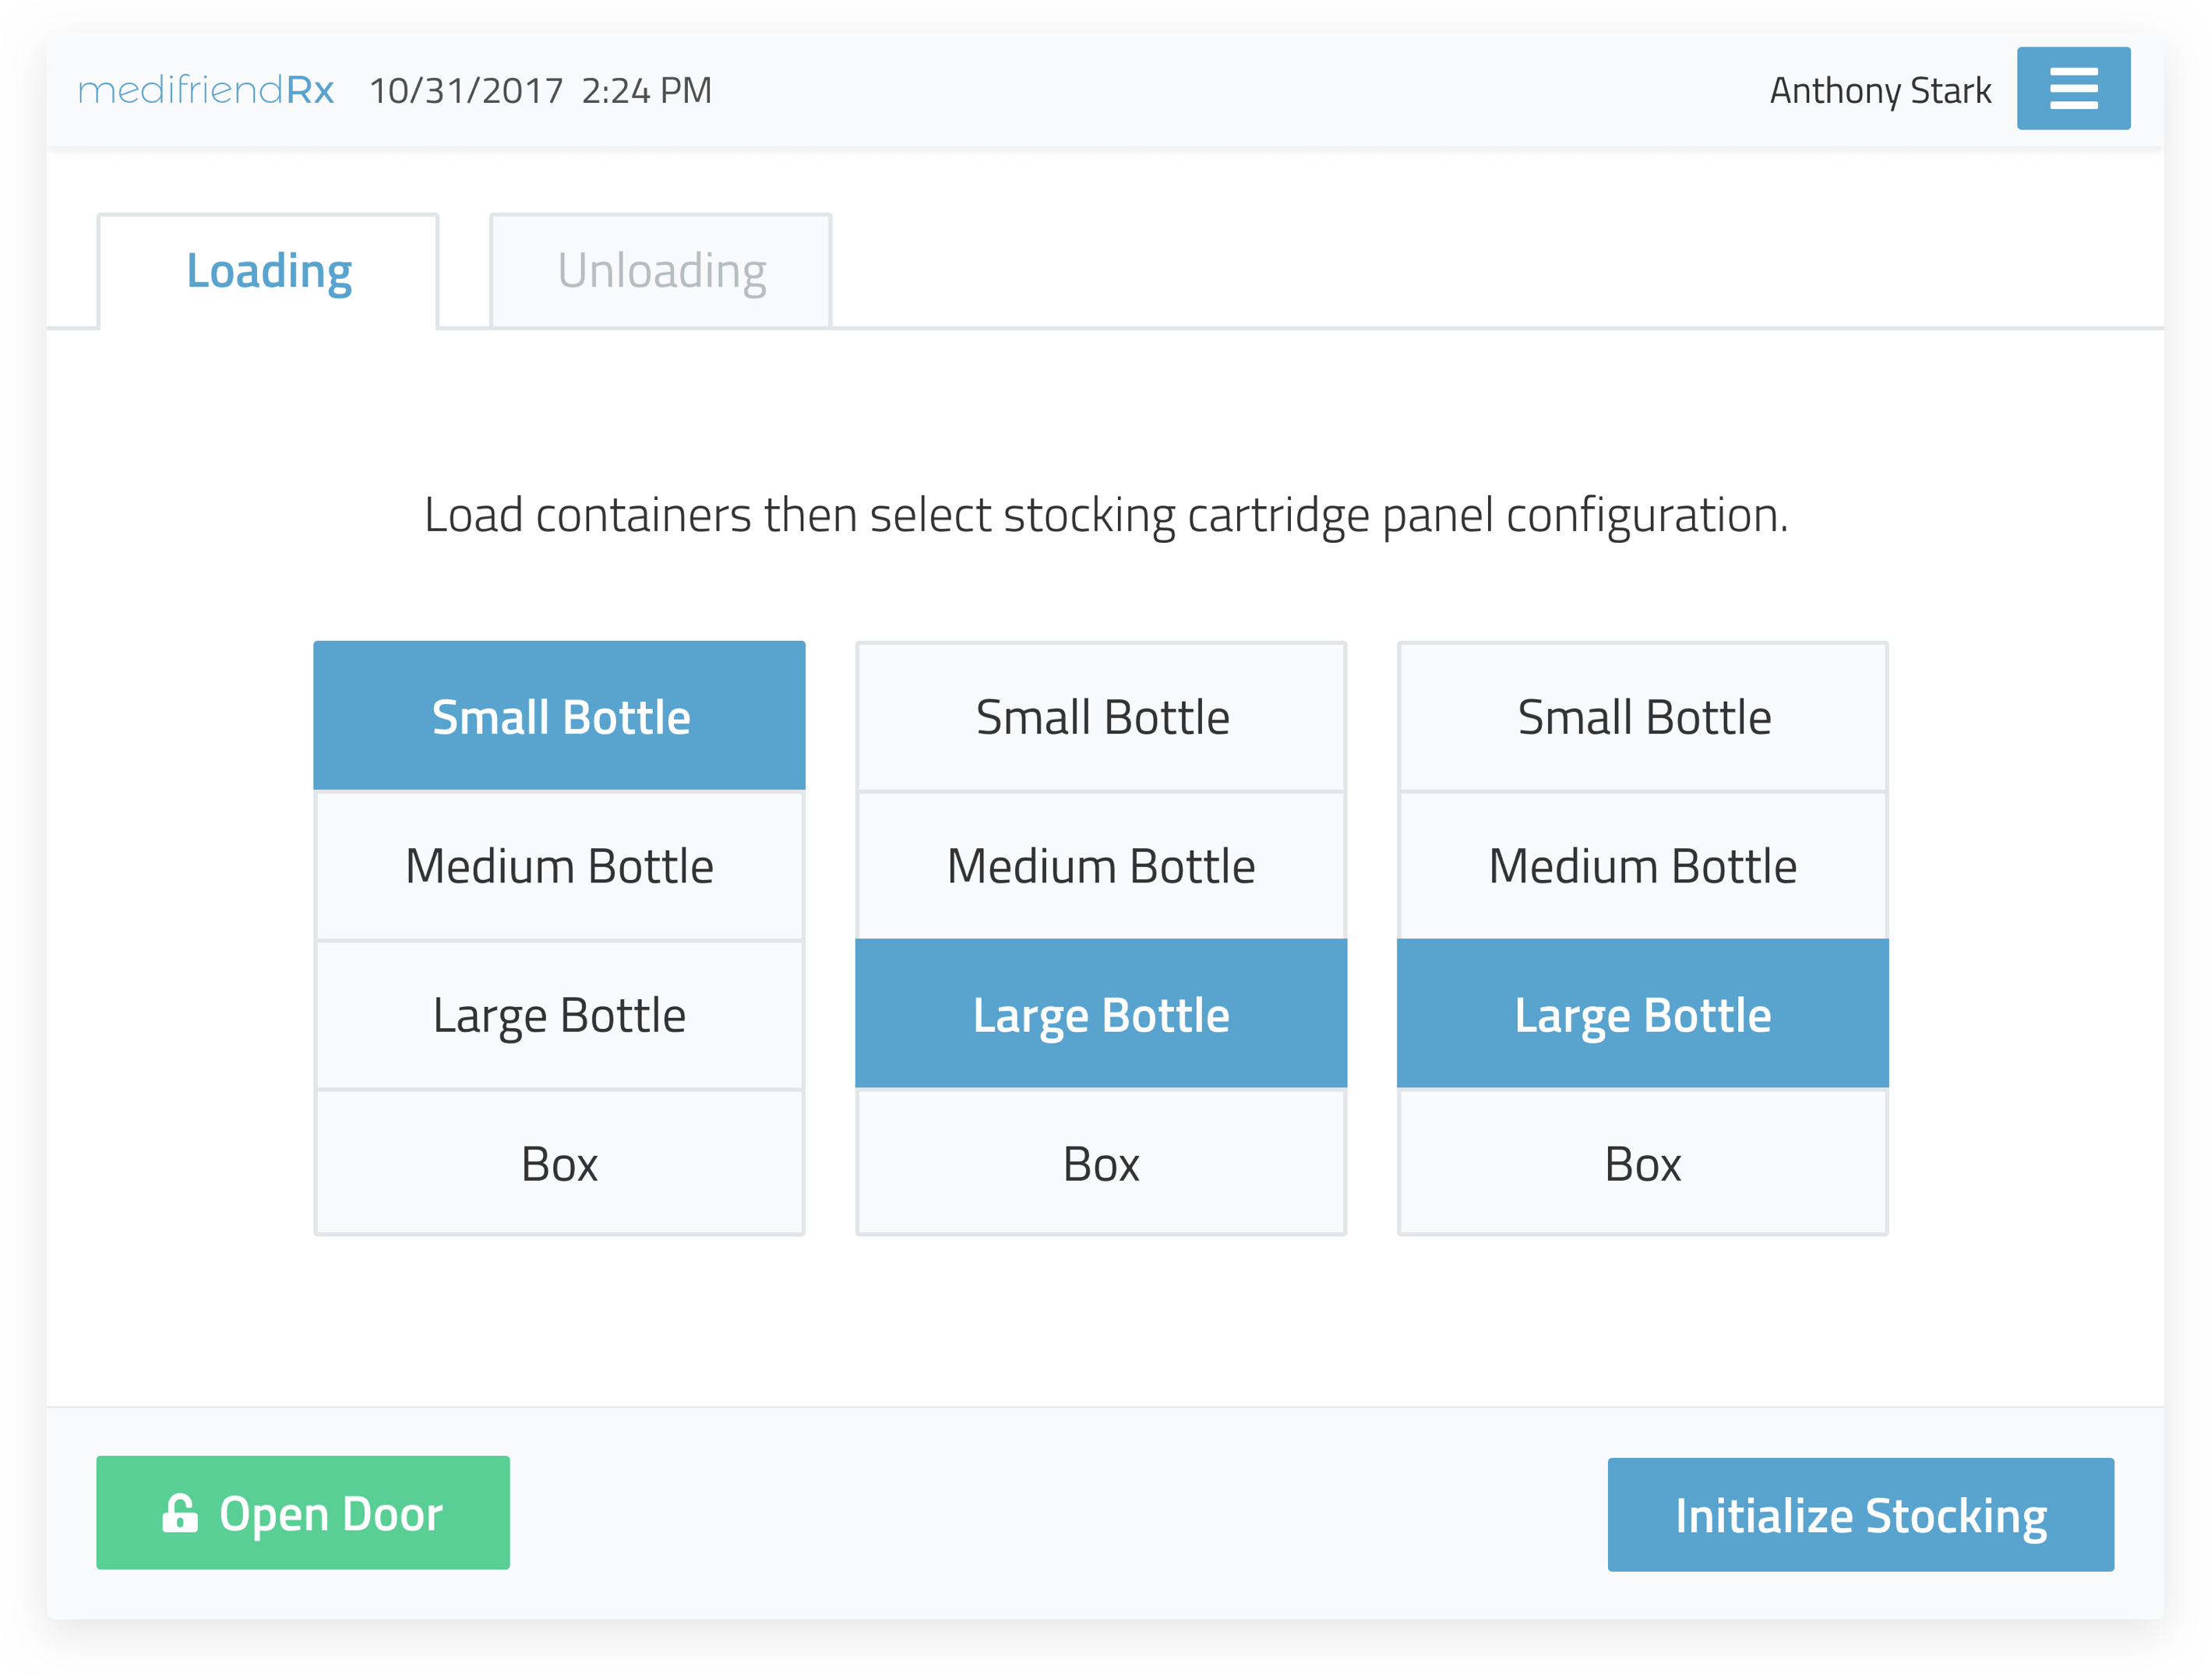 medifriendRx 10/31/2017 2:24 PM Anthony Stark
Loading Unloading
Load containers then select stocking cartridge panel configuration.
Small Bottle Small Bottle Small Bottle
Medium Bottle Medium Bottle Medium Bottle
Large Bottle Large Bottle Large Bottle
Box Box Box
Open Door Initialize Stocking